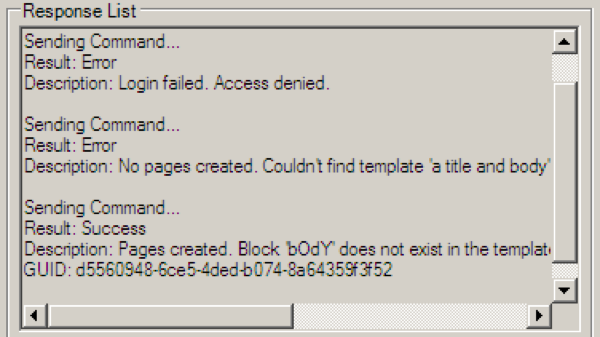 Response List
Sending Command...
Result: Error
Description: Login failed. Access denied.
Sending Command...
Result: Error
Description: No pages created. Couldn't find template 'a title and body'
Sending Command...
Result: Success
Description: Pages created. Block 'bOdY' does not exist in the template
GUID: d5560948-6ce5-4ded-b074-8a64359f3f52